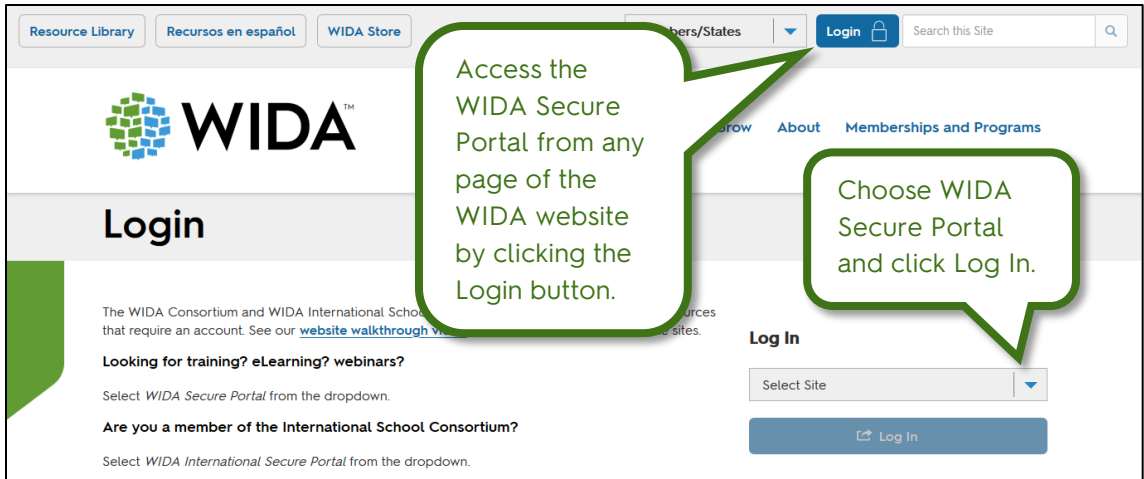 Resource Library Recursos en español WIDA Store bers/States Login Search this Site
Access the
WIDA Secure
Portal from any
page of the
WIDA website
by clicking the
Login button.
WIDA™
row About Memberships and Programs
Choose WIDA
Secure Portal
and click Log In.
Login
The WIDA Consortium and WIDA International Schoo urces
that require an account. See our website walkthrough vi e sites.
Looking for training? eLearning? webinars?
Select WIDA Secure Portal from the dropdown.
Are you a member of the International School Consortium?
Select WIDA International Secure Portal from the dropdown.
Log In
Select Site
Log In